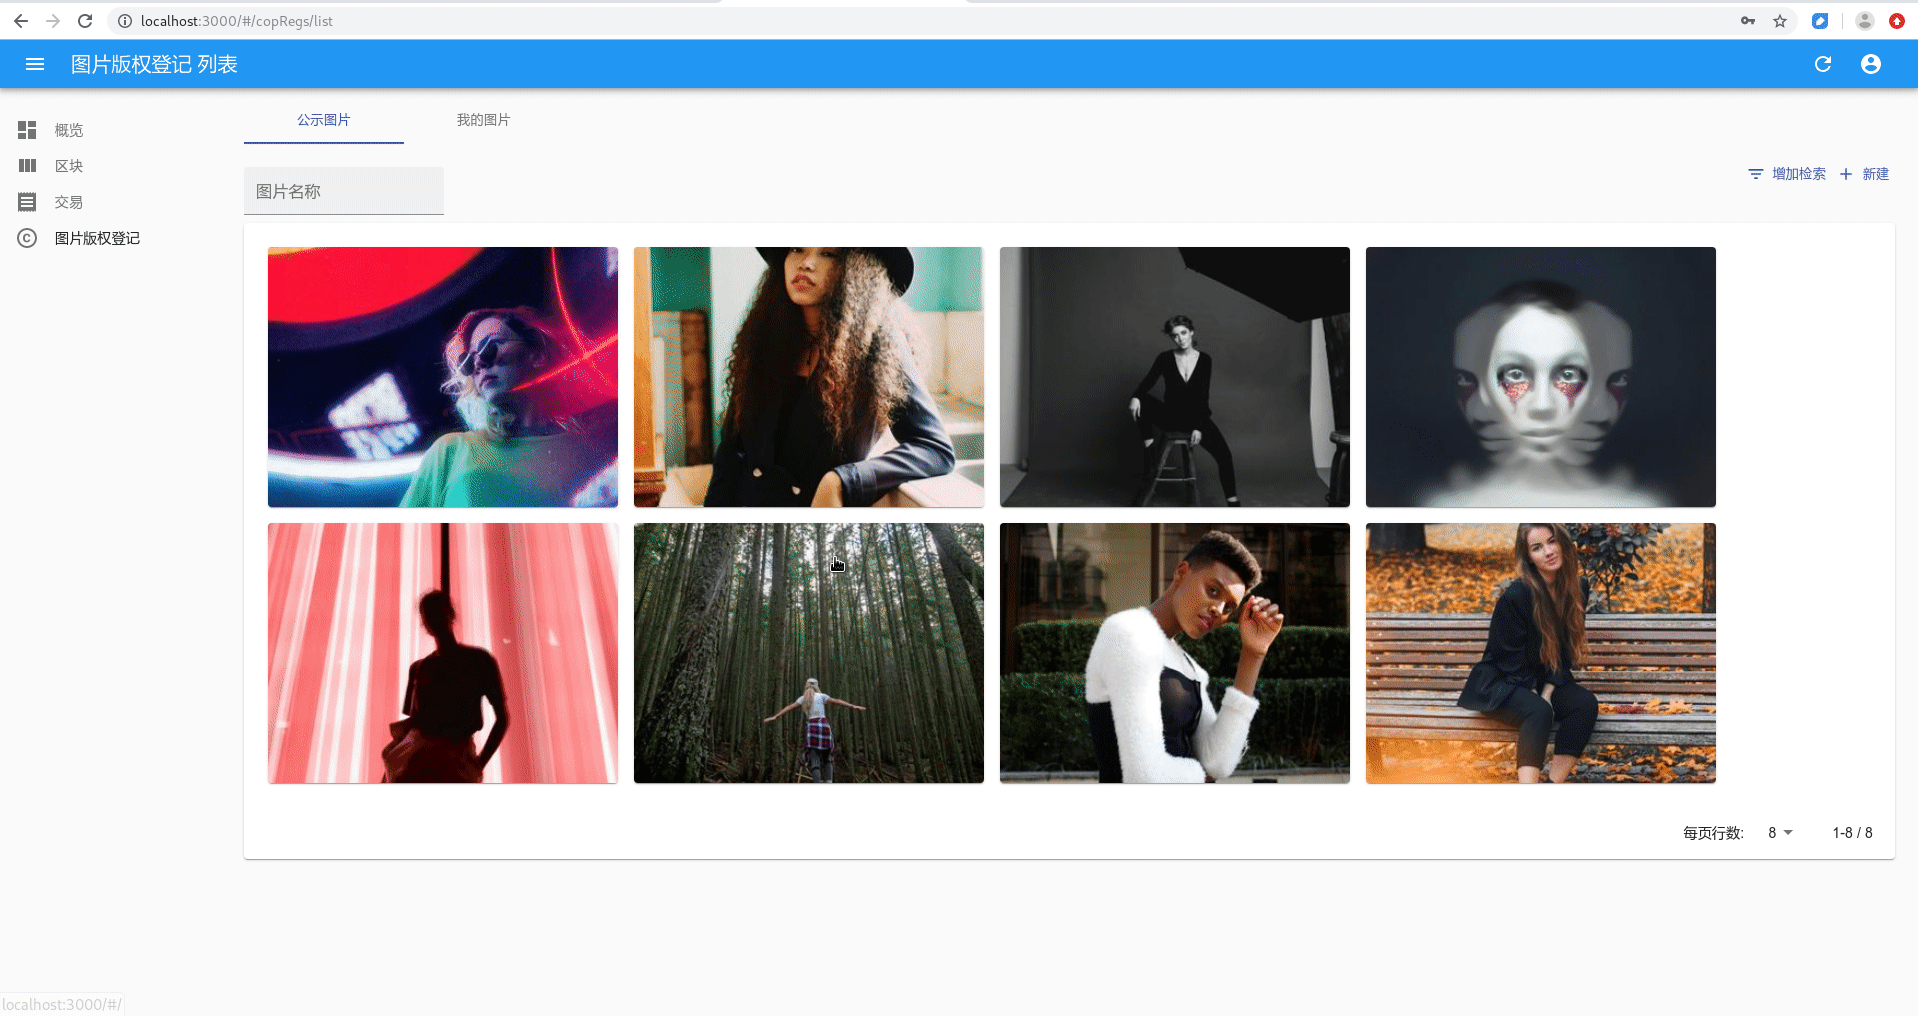 localhost:3000/#/copRegs/list
图片版权登记 列表
概览
区块
交易
图片版权登记
公示图片
我的图片
图片名称
增加检索
新建
每页行数: 8 1-8 / 8
localhost:3000/#/